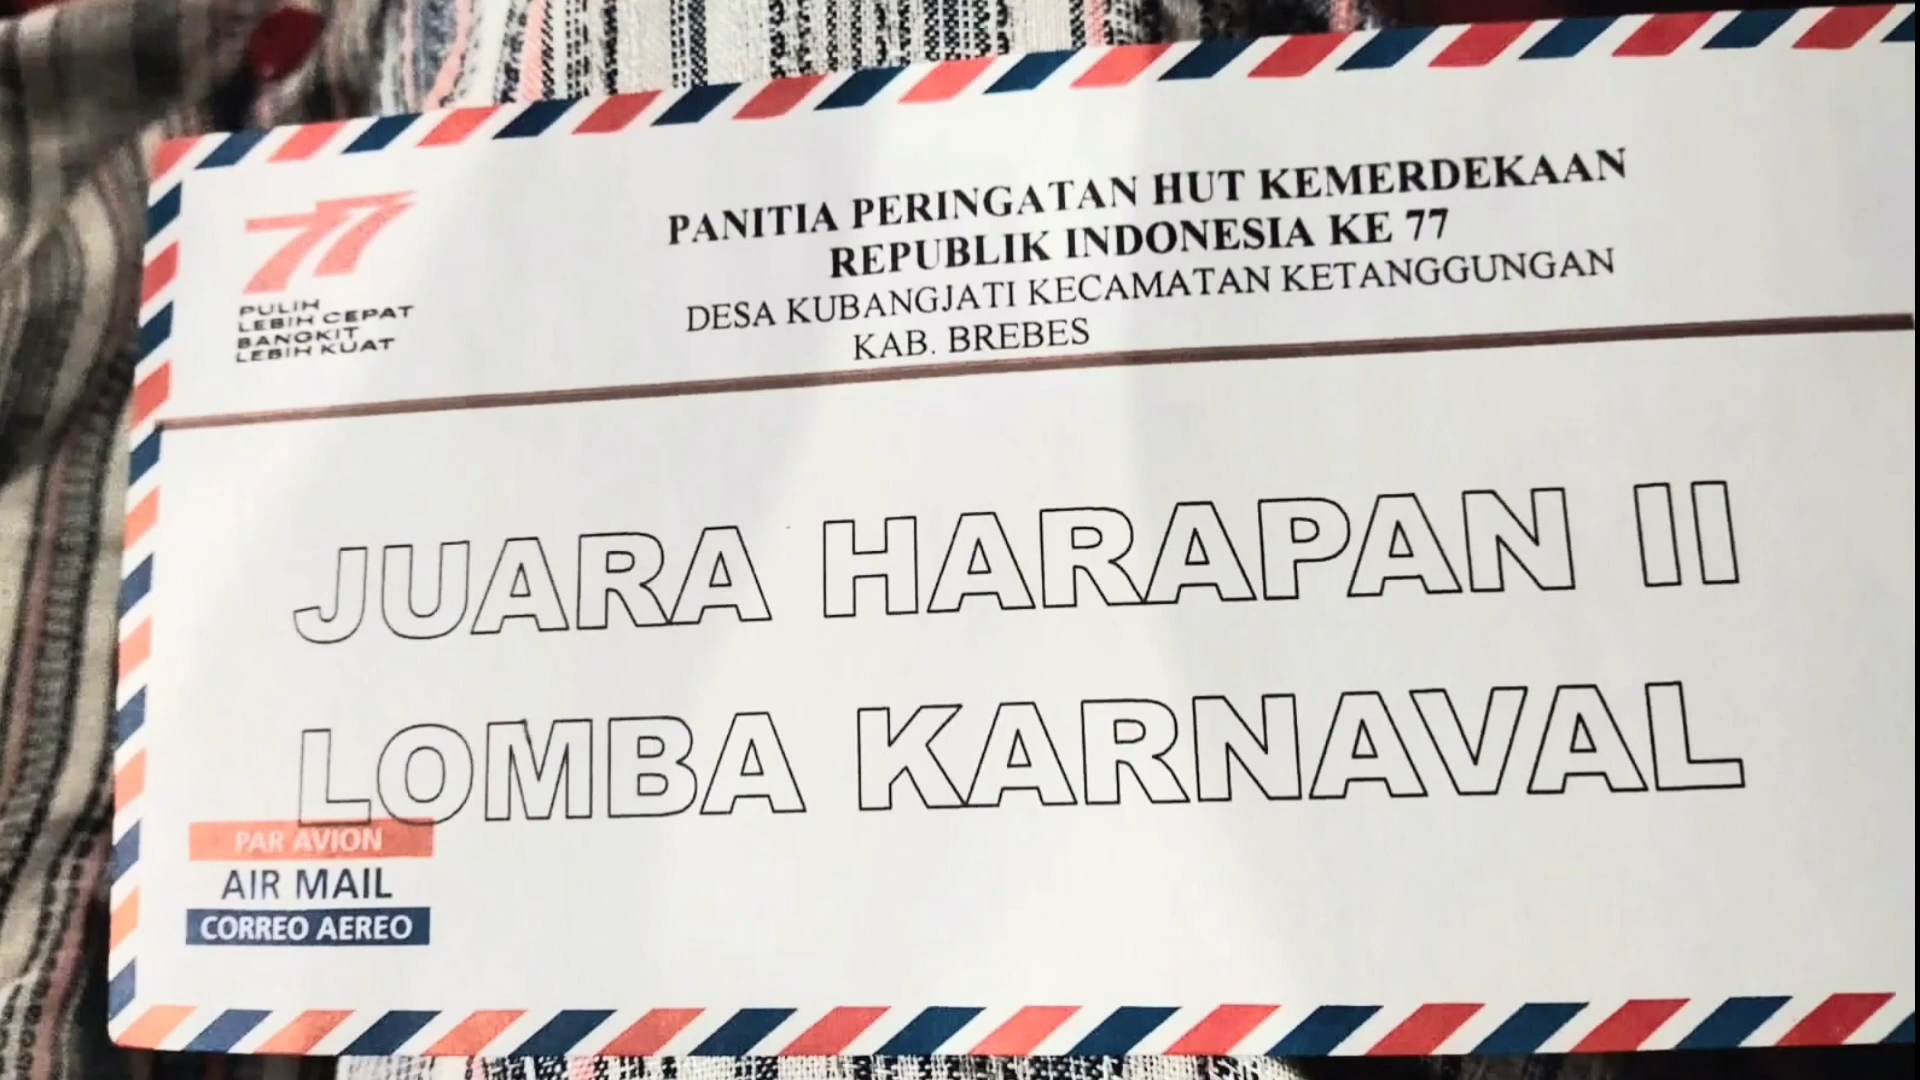 77
PULIH
LEBIH CEPAT
BANGKIT
LEBIH KUAT
PANITIA PERINGATAN HUT KEMERDEKAAN
REPUBLIK INDONESIA KE 77
DESA KUBANGJATI KECAMATAN KETANGGUNGAN
KAB. BREBES
JUARA HARAPAN II
LOMBA KARNAVAL
PAR AVION
AIR MAIL
CORREO AEREO